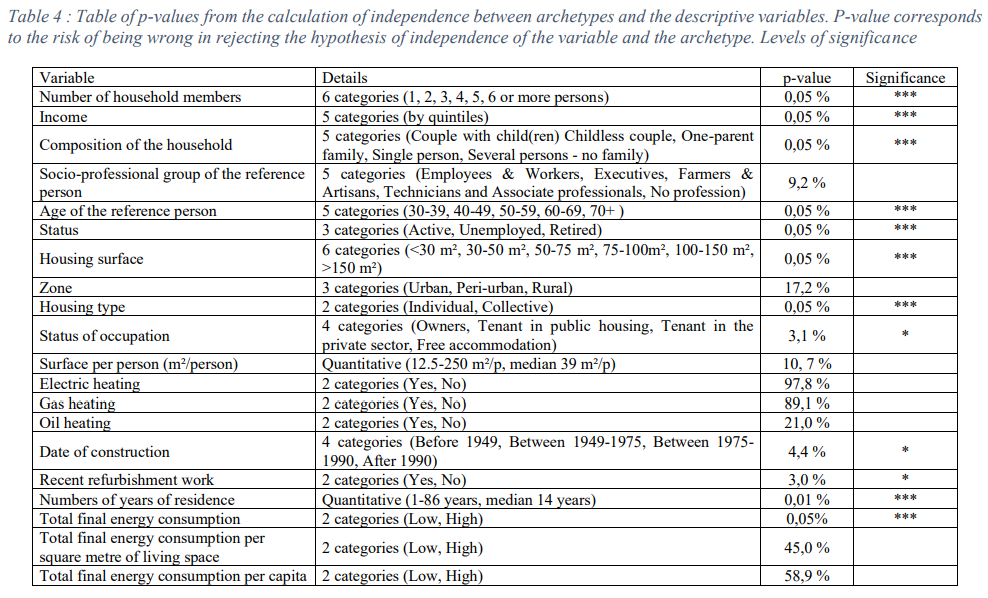 Table 4 : Table of p-values from the calculation of independence between archetypes and the descriptive variables. P-value corresponds
to the risk of being wrong in rejecting the hypothesis of independence of the variable and the archetype. Levels of significance
Variable Details p-value Significance
Number of household members 6 categories (1, 2, 3, 4, 5, 6 or more persons) 0,05 % ***
Income 5 categories (by quintiles) 0,05 % ***
Composition of the household 5 categories (Couple with child(ren) Childless couple, One-parent
family, Single person, Several persons - no family) 0,05 % ***
Socio-professional group of the reference
person 5 categories (Employees & Workers, Executives, Farmers &
Artisans, Technicians and Associate professionals, No profession) 9,2 %
Age of the reference person 5 categories (30-39, 40-49, 50-59, 60-69, 70+ ) 0,05 % ***
Status 3 categories (Active, Unemployed, Retired) 0,05 % ***
Housing surface 6 categories (<30 m², 30-50 m², 50-75 m², 75-100m², 100-150 m²,
>150 m²) 0,05 % ***
Zone 3 categories (Urban, Peri-urban, Rural) 17,2 %
Housing type 2 categories (Individual, Collective) 0,05 % ***
Status of occupation 4 categories (Owners, Tenant in public housing, Tenant in the
private sector, Free accommodation) 3,1 % *
Surface per person (m²/person) Quantitative (12.5-250 m²/p, median 39 m²/p) 10, 7 %
Electric heating 2 categories (Yes, No) 97,8 %
Gas heating 2 categories (Yes, No) 89,1 %
Oil heating 2 categories (Yes, No) 21,0 %
Date of construction 4 categories (Before 1949, Between 1949-1975, Between 1975-
1990, After 1990) 4,4 % *
Recent refurbishment work 2 categories (Yes, No) 3,0 % *
Numbers of years of residence Quantitative (1-86 years, median 14 years) 0,01 % ***
Total final energy consumption 2 categories (Low, High) 0,05% ***
Total final energy consumption per
square metre of living space 2 categories (Low, High) 45,0 %
Total final energy consumption per capita 2 categories (Low, High) 58,9 %